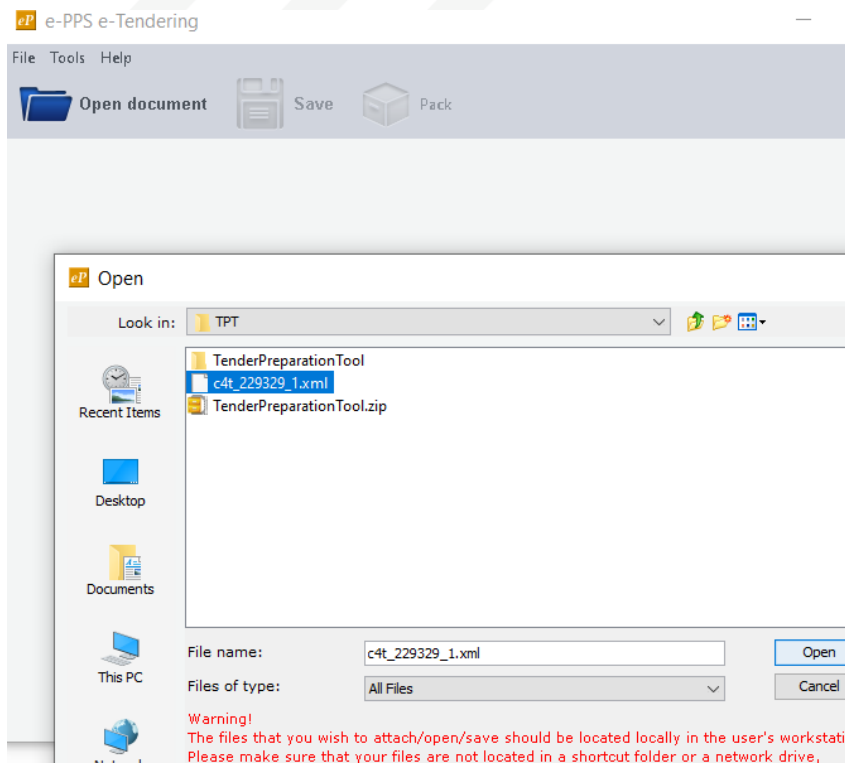 eP e-PPS e-Tendering
File Tools Help
Open document Save Pack
eP Open
Look in: TPT
TenderPreparationTool
c4t_229329_1.xml
TenderPreparationTool.zip
Recent Items
Desktop
Documents
This PC
File name: c4t_229329_1.xml Open
Files of type: All Files Cancel
Warning!
The files that you wish to attach/open/save should be located locally in the user's workstati
Please make sure that your files are not located in a shortcut folder or a network drive,